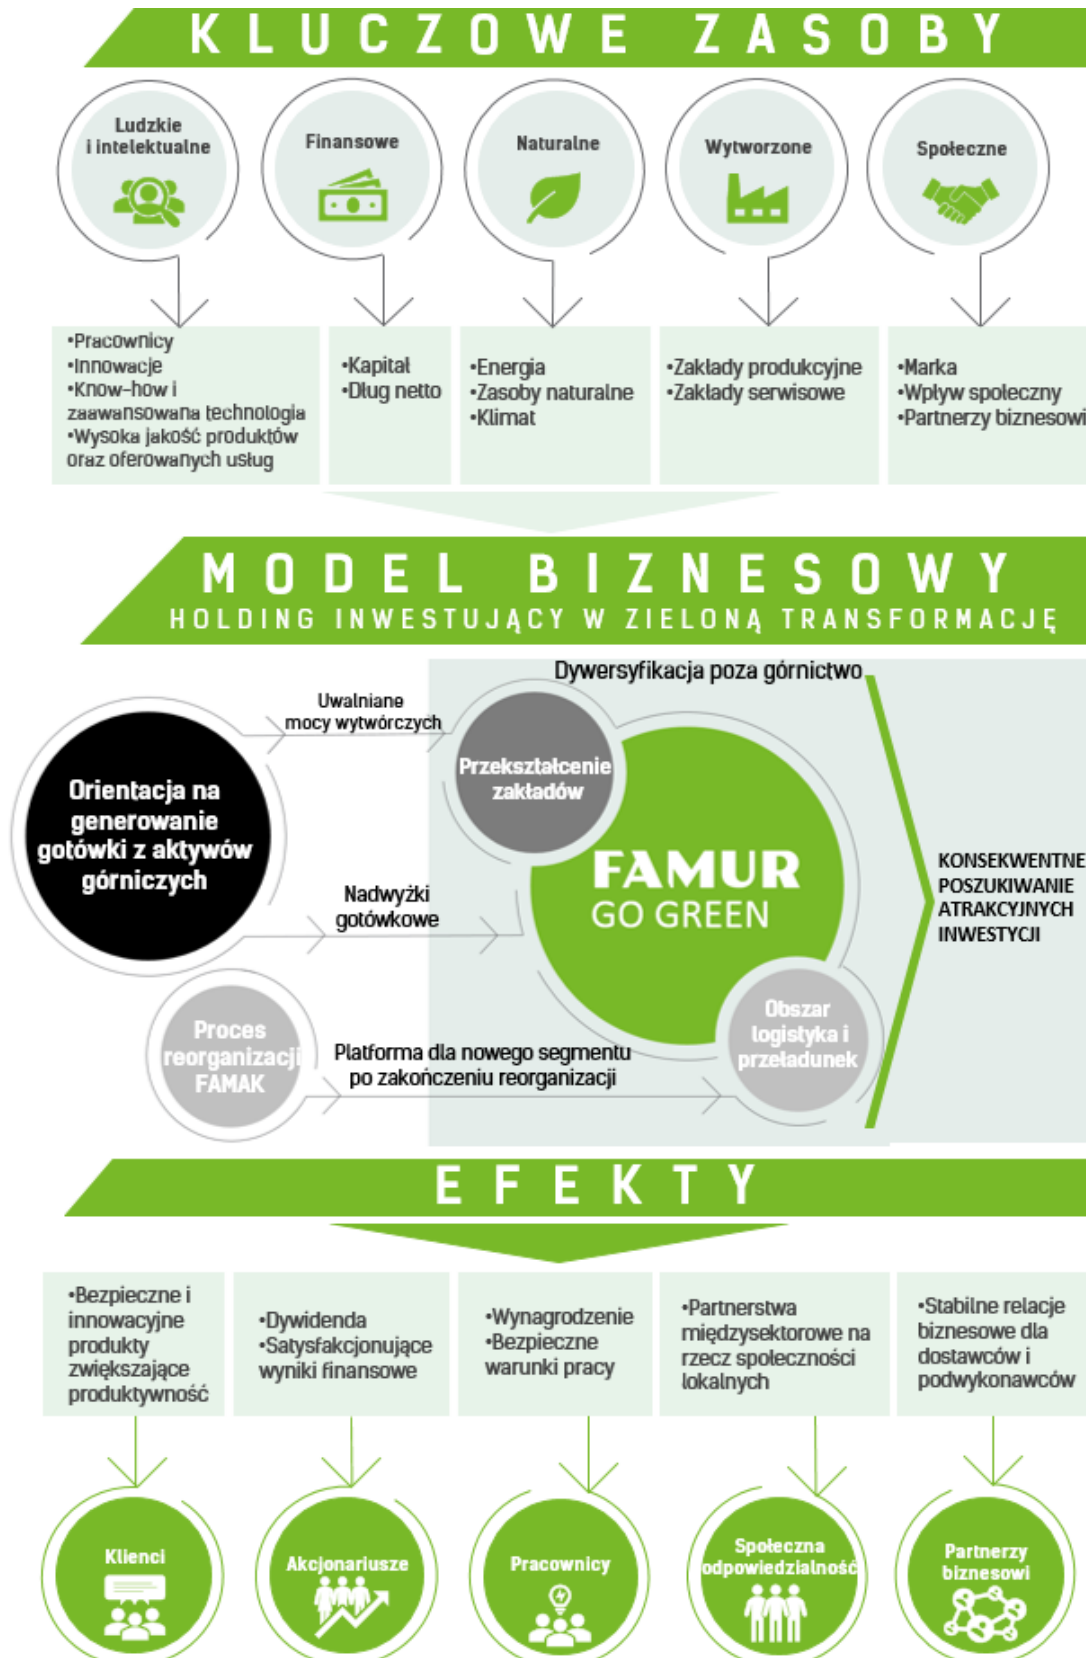 KLUCZOWE ZASOBY
Ludzkie
i intelektualne
Finansowe
Naturalne
Wytworzone
Społeczne
•Pracownicy
•Innowacje
•Know-how i
zaawansowana technologia
•Wysoka jakość produktów
oraz oferowanych usług
•Kapitał
•Dług netto
•Energia
•Zasoby naturalne
•Klimat
•Zakłady produkcyjne
•Zakłady serwisowe
•Marka
•Wpływ społeczny
•Partnerzy biznesowi
MODEL BIZNESOWY
HOLDING INWESTUJĄCY W ZIELONĄ TRANSFORMACJĘ
Dywersyfikacja poza górnictwo
Uwalniane
mocy wytwórczych
Przekształcenie
zakładów
Orientacja na
generowanie
gotówki z aktywów
górniczych
FAMUR
GO GREEN
Nadwyżki
gotówkowe
KONSEKWENTNE
POSZUKIWANIE
ATRAKCYJNYCH
INWESTYCJI
Proces
reorganizacji
FAMAK
Platforma dla nowego segmentu
po zakończeniu reorganizacji
Obszar
logistyka i
przeładunek
EFEKTY
•Bezpieczne i
innowacyjne
produkty
zwiększające
produktywność
•Dywidenda
•Satysfakcjonujące
wyniki finansowe
•Wynagrodzenie
•Bezpieczne
warunki pracy
•Partnerstwa
międzysektorowe na
rzecz społeczności
lokalnych
•Stabilne relacje
biznesowe dla
dostawców i
podwykonawców
Klienci
Akcjonariusze
Pracownicy
Społeczna
odpowiedzialność
Partnerzy
biznesowi